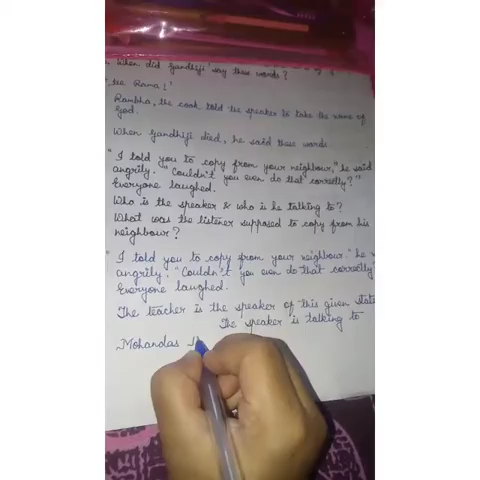 When did Gandhiji say these words?
"Hee Rama!"
Rambha, the cook told the speaker to take the name of
God.
When Gandhiji died, he said these words
"I told you to copy from your neighbour," he said
angrily. "Couldn't you even do that correctly?"
Everyone laughed.
Who is the speaker & who is he talking to?
What was the listener supposed to copy from his
neighbour?
"I told you to copy from your neighbour." he
angrily. "Couldn't you even do that correctly"
Everyone laughed.
The teacher is the speaker of this given
The speaker is talking to
Mohandas